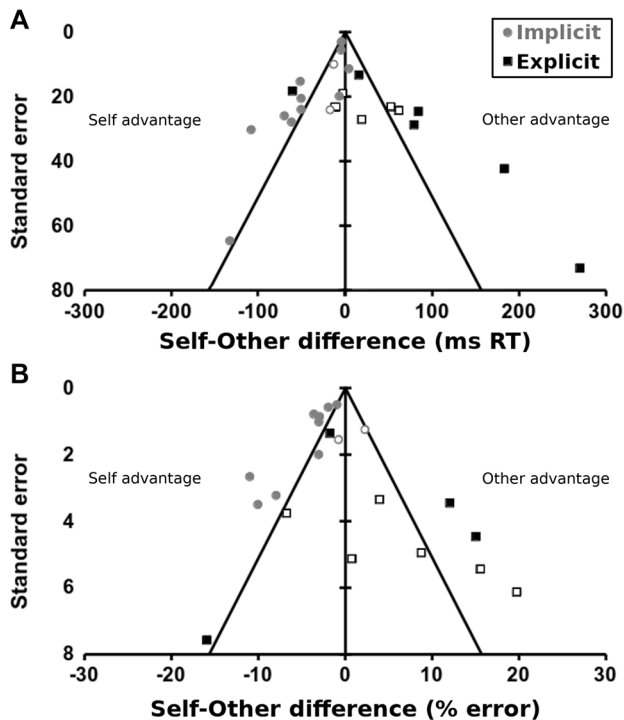 A
Implicit
Explicit
Self advantage
Other advantage
Standard error
0
20
40
60
80
-300
-200
-100
0
100
200
300
Self-Other difference (ms RT)
B
Self advantage
Other advantage
Standard error
0
2
4
6
8
-30
-20
-10
0
10
20
30
Self-Other difference (% error)